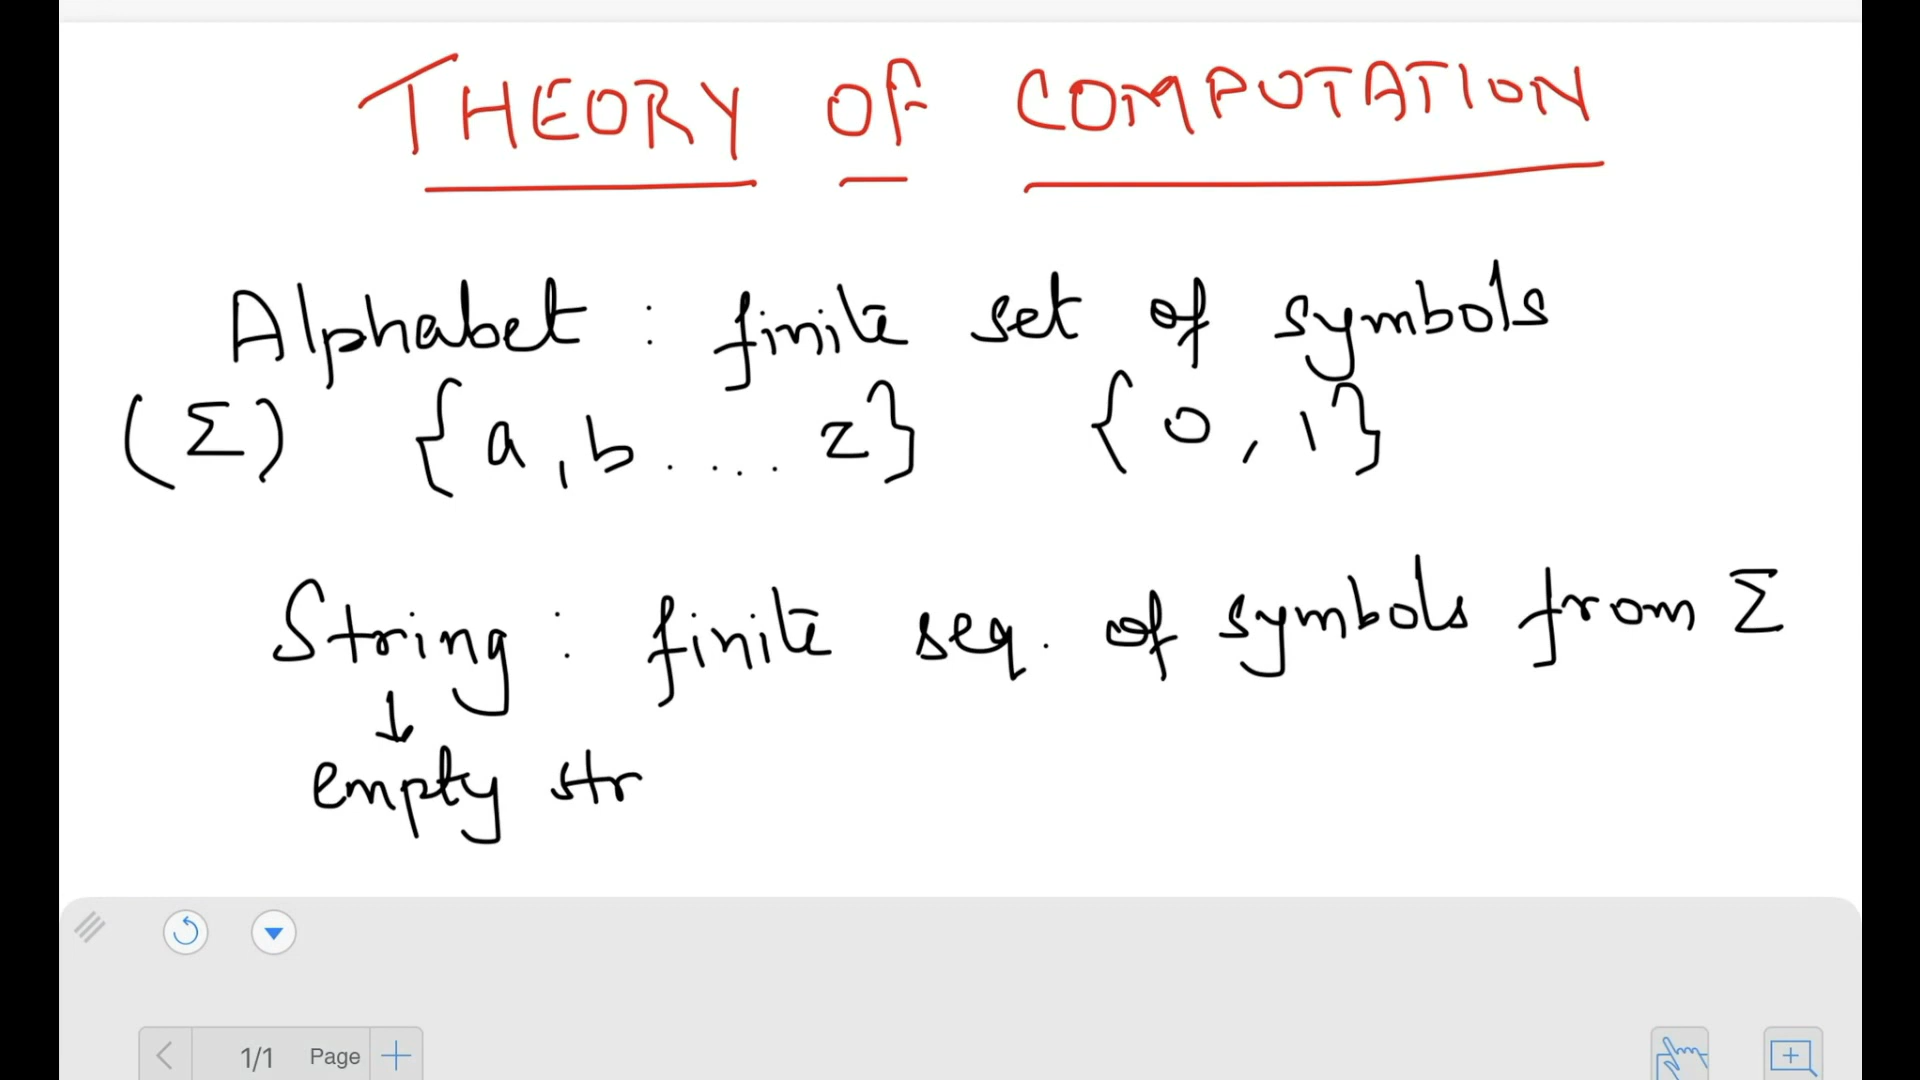 THEORY OF COMPUTATION
Alphabet : finite set of symbols
(Σ) {a, b .... z} {0, 1}
String : finite seq. of symbols from Σ
↓
empty str
1/1 Page